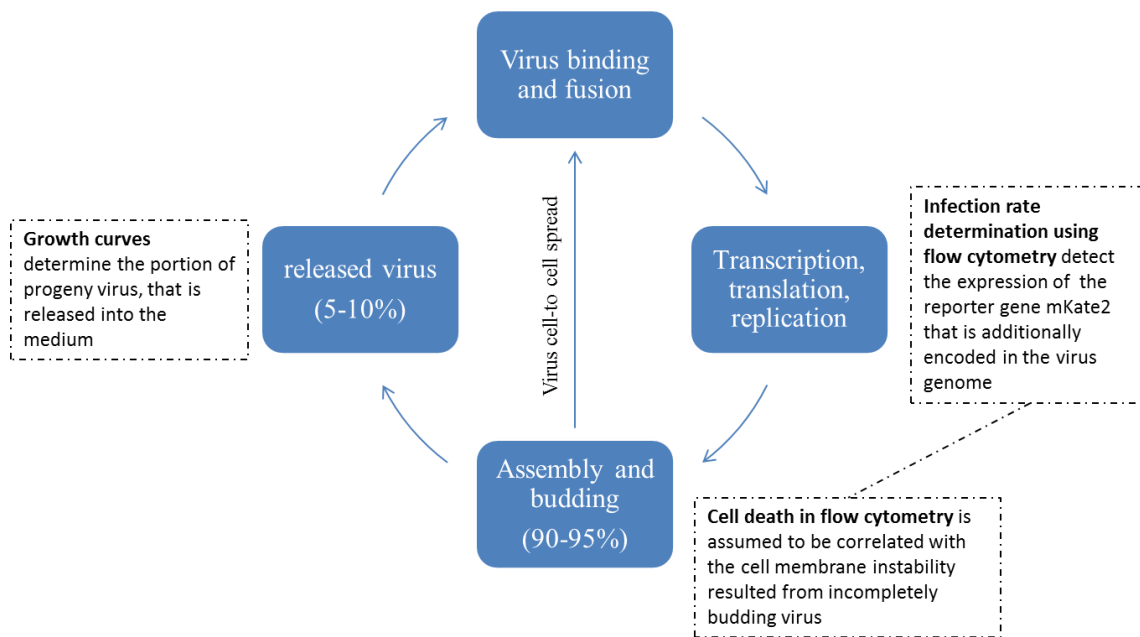 Virus binding
and fusion
Growth curves
determine the portion of
progeny virus, that is
released into the
medium
released virus
(5-10%)
Virus cell-to cell spread
Transcription,
translation,
replication
Infection rate
determination using
flow cytometry detect
the expression of the
reporter gene mKate2
that is additionally
encoded in the virus
genome
Assembly and
budding
(90-95%)
Cell death in flow cytometry is
assumed to be correlated with
the cell membrane instability
resulted from incompletely
budding virus